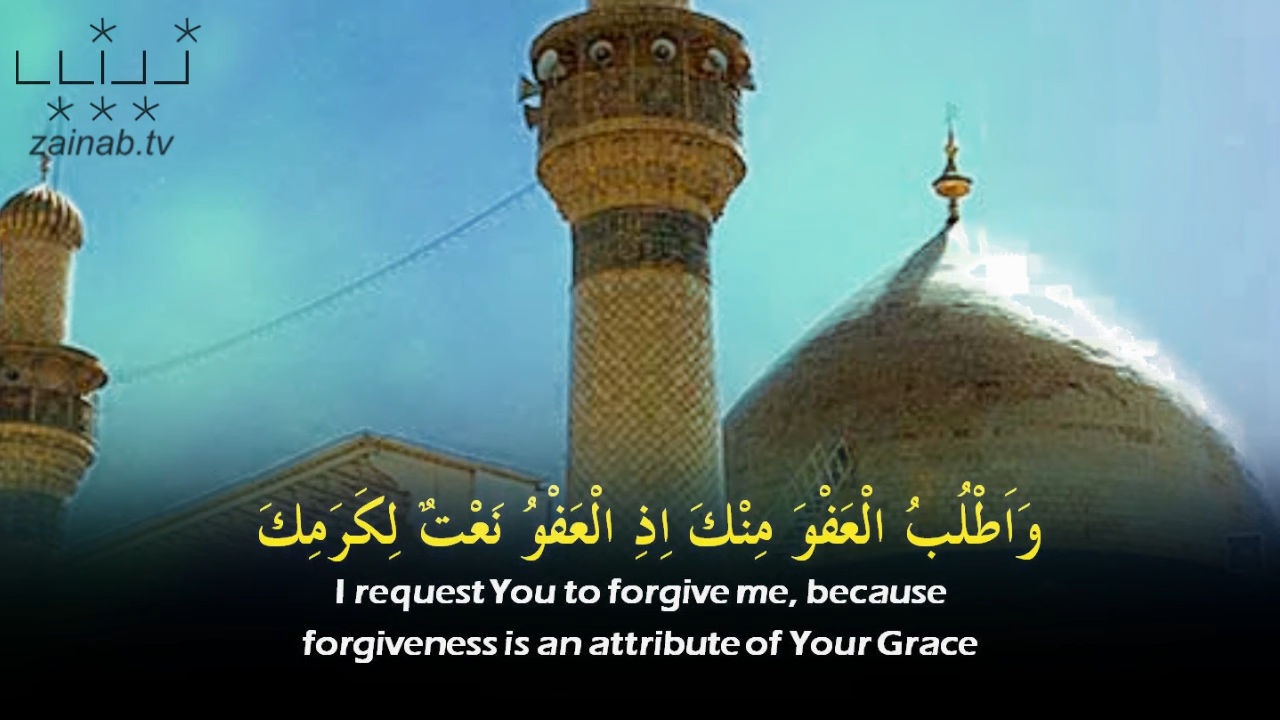 zainab.tv
وَاَطْلُبُ الْعَفْوَ مِنْكَ اِذِ الْعَفْوُ نَعْتٌ لِكَرَمِكَ
I request You to forgive me, because
forgiveness is an attribute of Your Grace